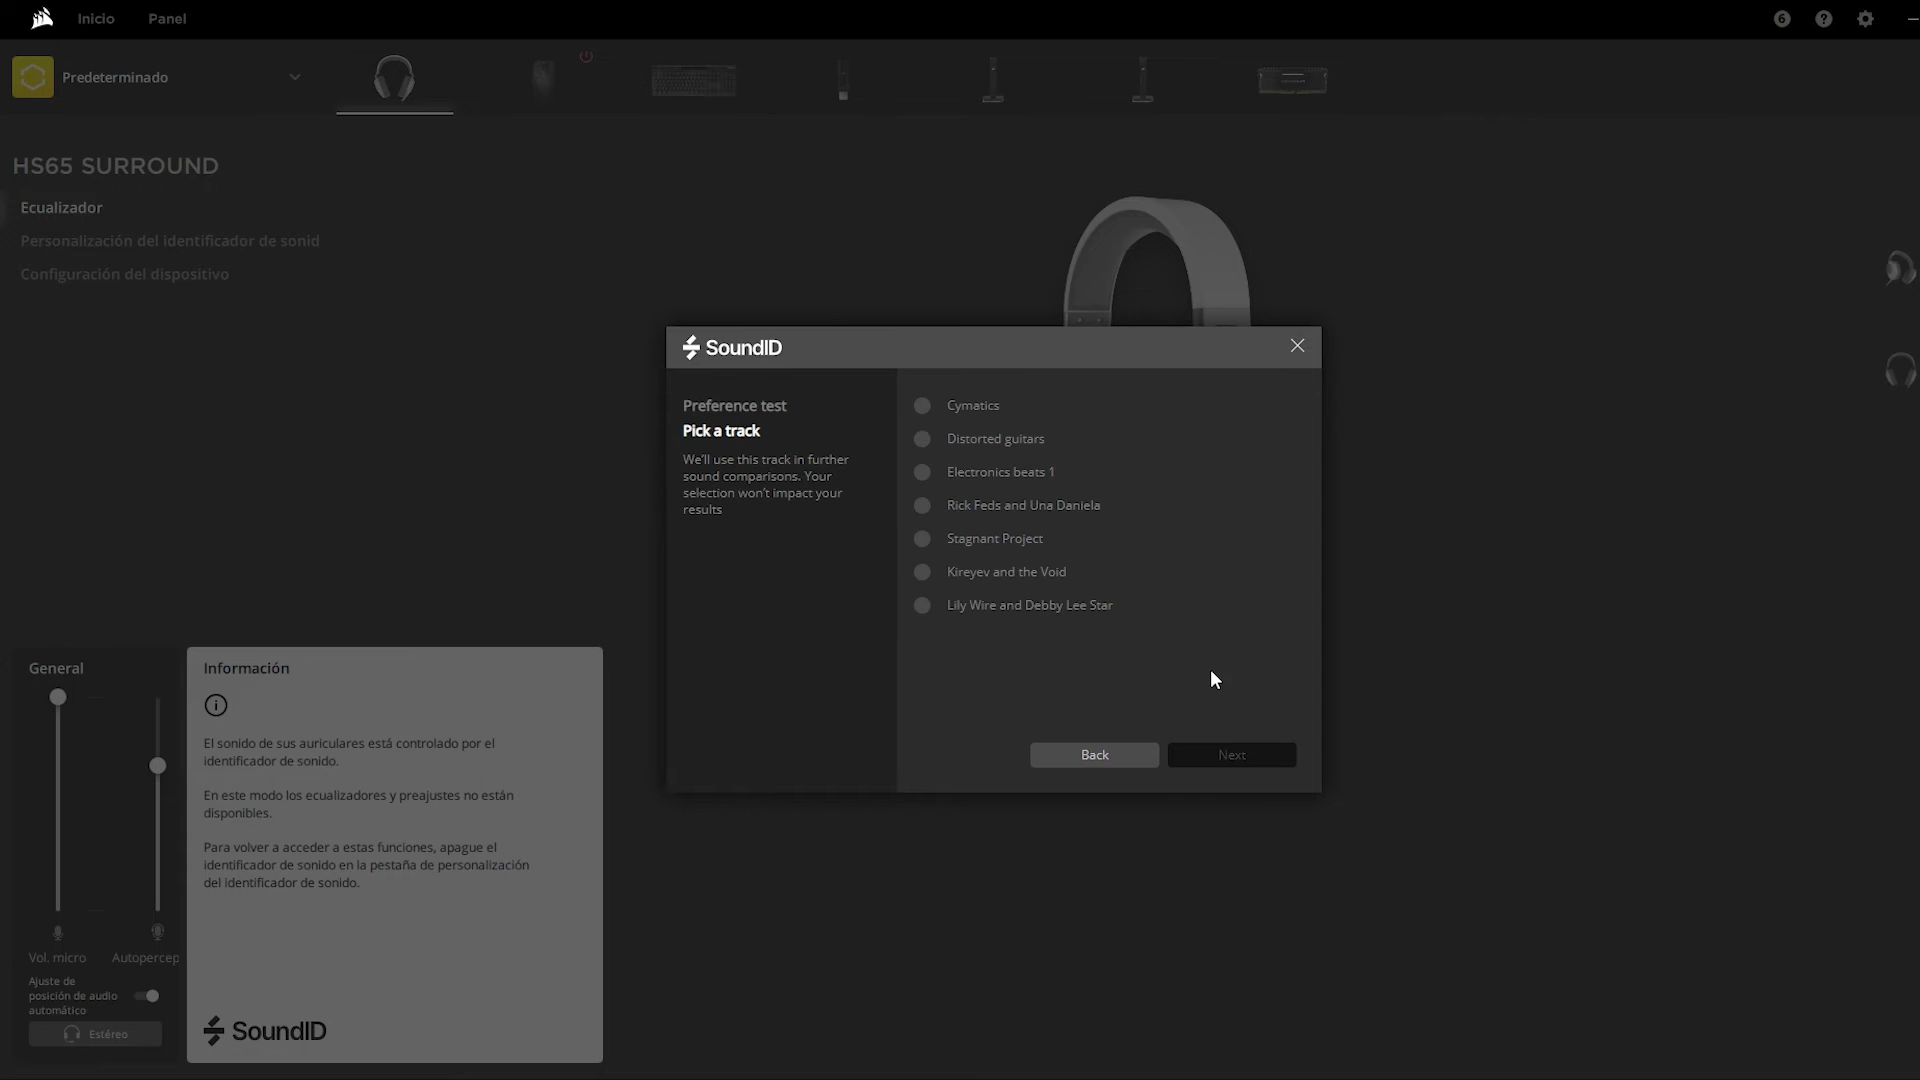 Inicio
Panel
6
?
Predeterminado
HS65 SURROUND
Ecualizador
Personalización del identificador de sonid
Configuración del dispositivo
SoundID
Preference test
Pick a track
We'll use this track in further
sound comparisons. Your
selection won't impact your
results
Cymatics
Distorted guitars
Electronics beats 1
Rick Feds and Una Daniela
Stagnant Project
Kireyev and the Void
Lily Wire and Debby Lee Star
Back
Next
General
Vol. micro
Autopercep
Ajuste de
posición de audio
automático
Estéreo
Información
El sonido de sus auriculares está controlado por el
identificador de sonido.
En este modo los ecualizadores y preajustes no están
disponibles.
Para volver a acceder a estas funciones, apague el
identificador de sonido en la pestaña de personalización
del identificador de sonido.
SoundID